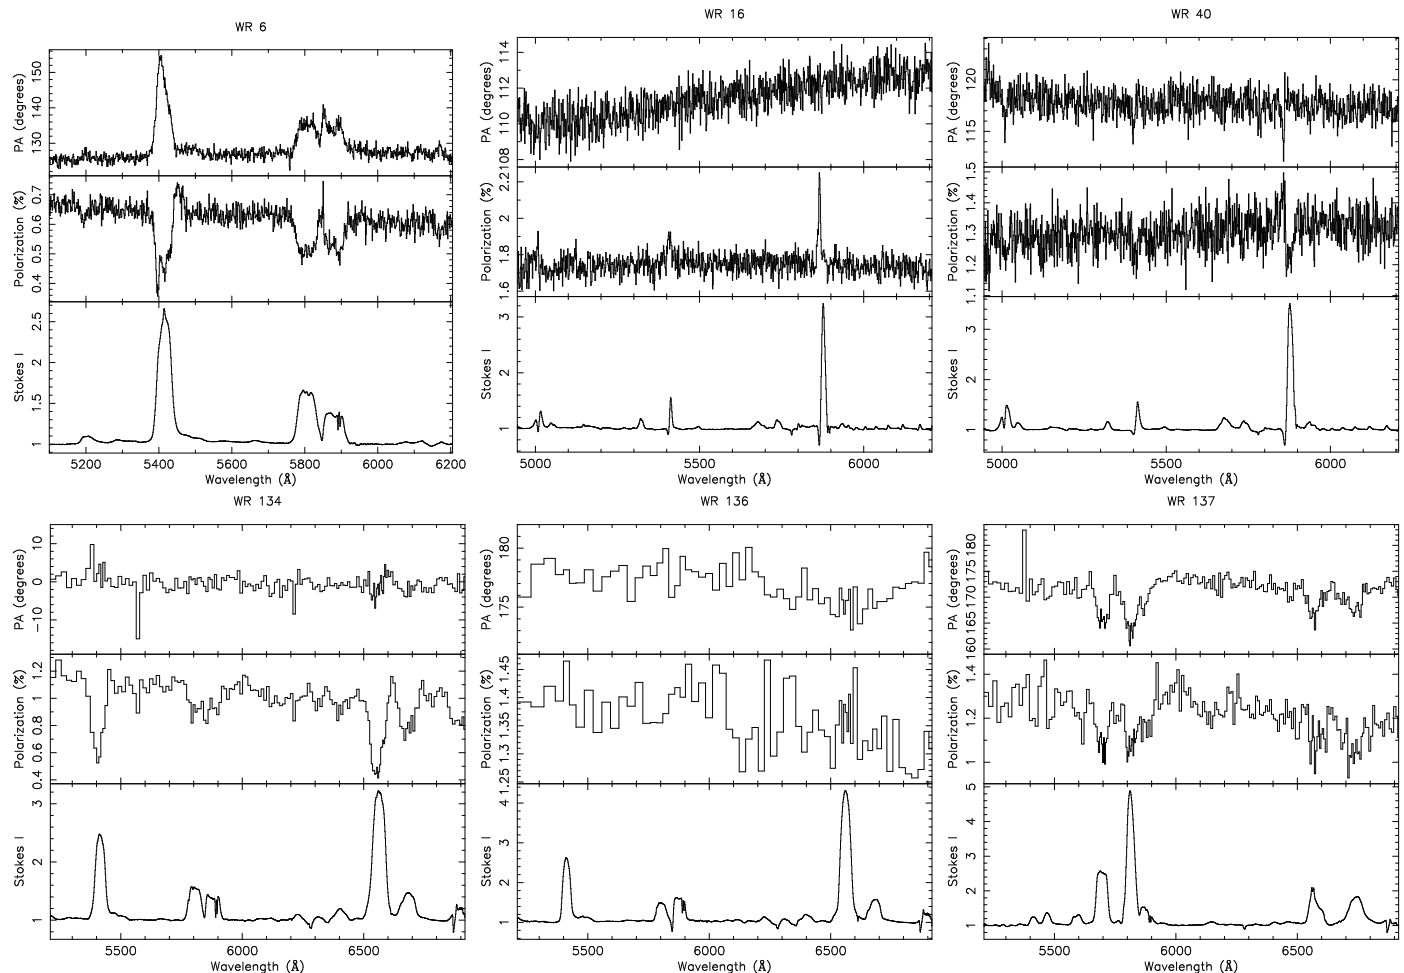 WR 6
PA (degrees)
130 140 150
Polarization (%)
0.4 0.5 0.6 0.7
Stokes I
1 1.5 2 2.5
5200 5400 5600 5800 6000 6200
Wavelength (Å)
WR 16
PA (degrees)
108 110 112 114
Polarization (%)
1.6 1.8 2 2.2
Stokes I
1 2 3
5000 5500 6000
Wavelength (Å)
WR 40
PA (degrees)
115 120
Polarization (%)
1.1 1.2 1.3 1.4 1.5
Stokes I
1 2 3
5000 5500 6000
Wavelength (Å)
WR 134
PA (degrees)
−10 0 10
Polarization (%)
0.4 0.6 0.8 1 1.2
Stokes I
1 2 3
5500 6000 6500
Wavelength (Å)
WR 136
PA (degrees)
175 180
Polarization (%)
1.25 1.3 1.35 1.4 1.45
Stokes I
1 2 3 4
5500 6000 6500
Wavelength (Å)
WR 137
PA (degrees)
160 165 170 175 180
Polarization (%)
1 1.2 1.4
Stokes I
1 2 3 4 5
5500 6000 6500
Wavelength (Å)